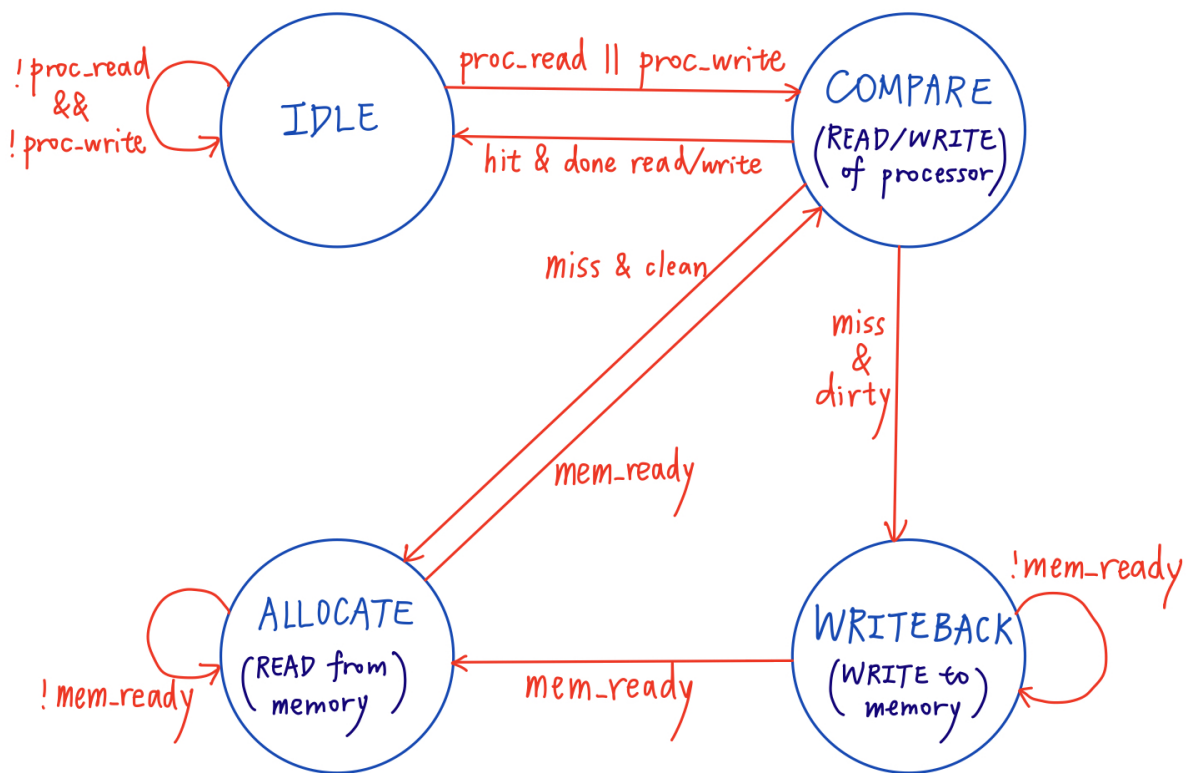 !proc_read
&&
!proc_write
IDLE
proc_read || proc_write
hit & done read/write
COMPARE
(READ/WRITE
of processor)
miss & clean
mem_ready
miss
&
dirty
ALLOCATE
(READ from
memory)
!mem_ready
mem_ready
WRITEBACK
(WRITE to
memory)
!mem_ready